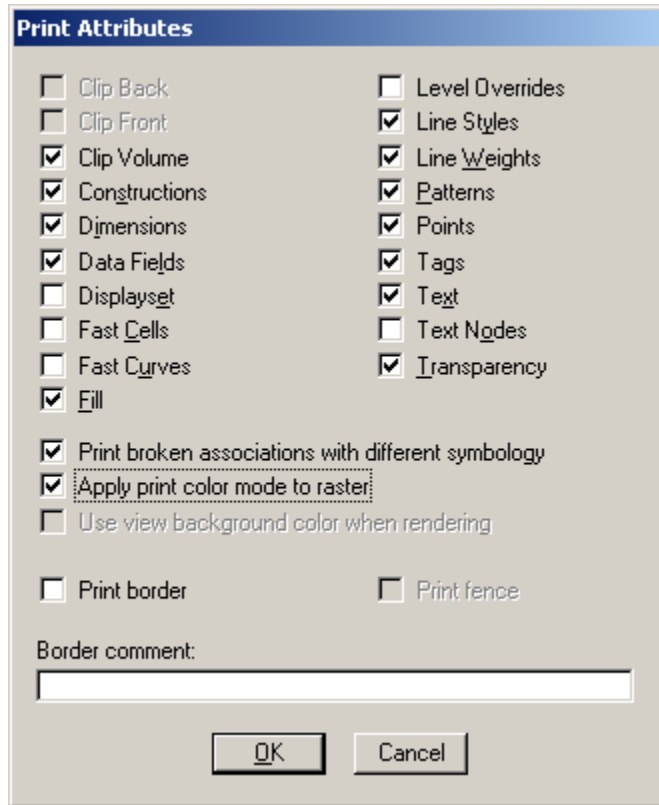 Print Attributes
Clip Back
Clip Front
Clip Volume
Constructions
Dimensions
Data Fields
Displayset
Fast Cells
Fast Curves
Fill
Level Overrides
Line Styles
Line Weights
Patterns
Points
Tags
Text
Text Nodes
Transparency
Print broken associations with different symbology
Apply print color mode to raster
Use view background color when rendering
Print border
Print fence
Border comment:
OK
Cancel